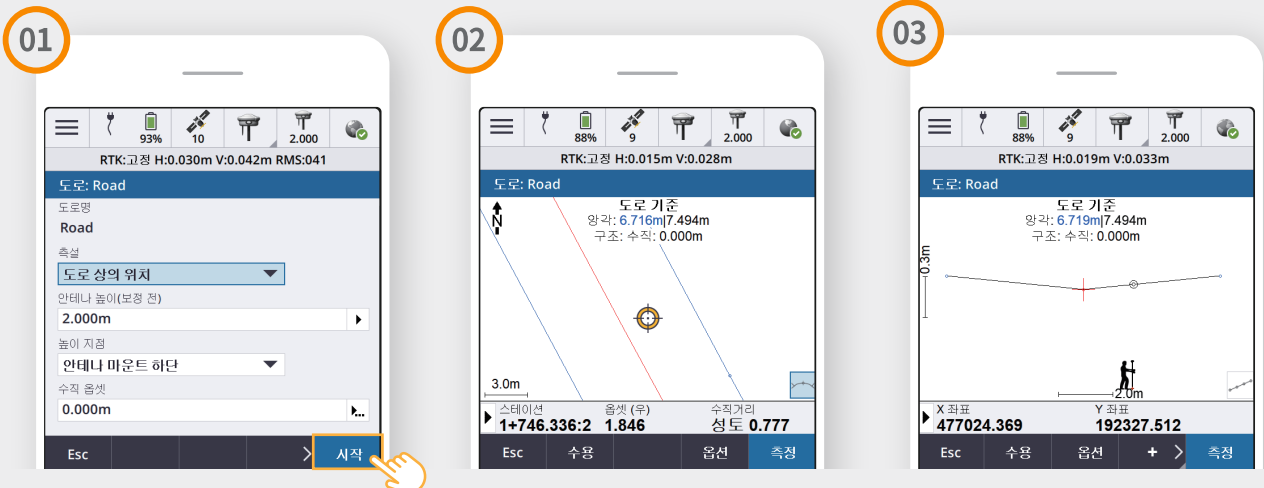 01
93%
10
2.000
RTK:고정 H:0.030m V:0.042m RMS:041
도로: Road
도로명
Road
측설
도로 상의 위치
안테나 높이(보정 전)
2.000m
높이 지점
안테나 마운트 하단
수직 옵셋
0.000m
Esc
시작
02
88%
9
2.000
RTK:고정 H:0.015m V:0.028m
도로: Road
N
도로 기준
앙각: 6.716m|7.494m
구조: 수직: 0.000m
3.0m
스테이션 옵셋 (우) 수직거리
1+746.336:2 1.846 성토 0.777
Esc 수용 옵션 측정
03
88%
9
2.000
RTK:고정 H:0.019m V:0.033m
도로: Road
도로 기준
앙각: 6.719m|7.494m
구조: 수직: 0.000m
0.3m
2.0m
X 좌표 Y 좌표
477024.369 192327.512
Esc 수용 옵션 + 측정